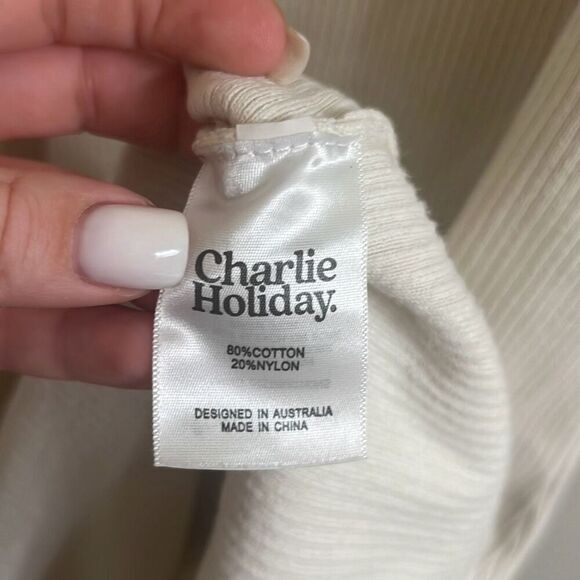 Charlie
Holiday.
80%COTTON
20%NYLON
DESIGNED IN AUSTRALIA
MADE IN CHINA